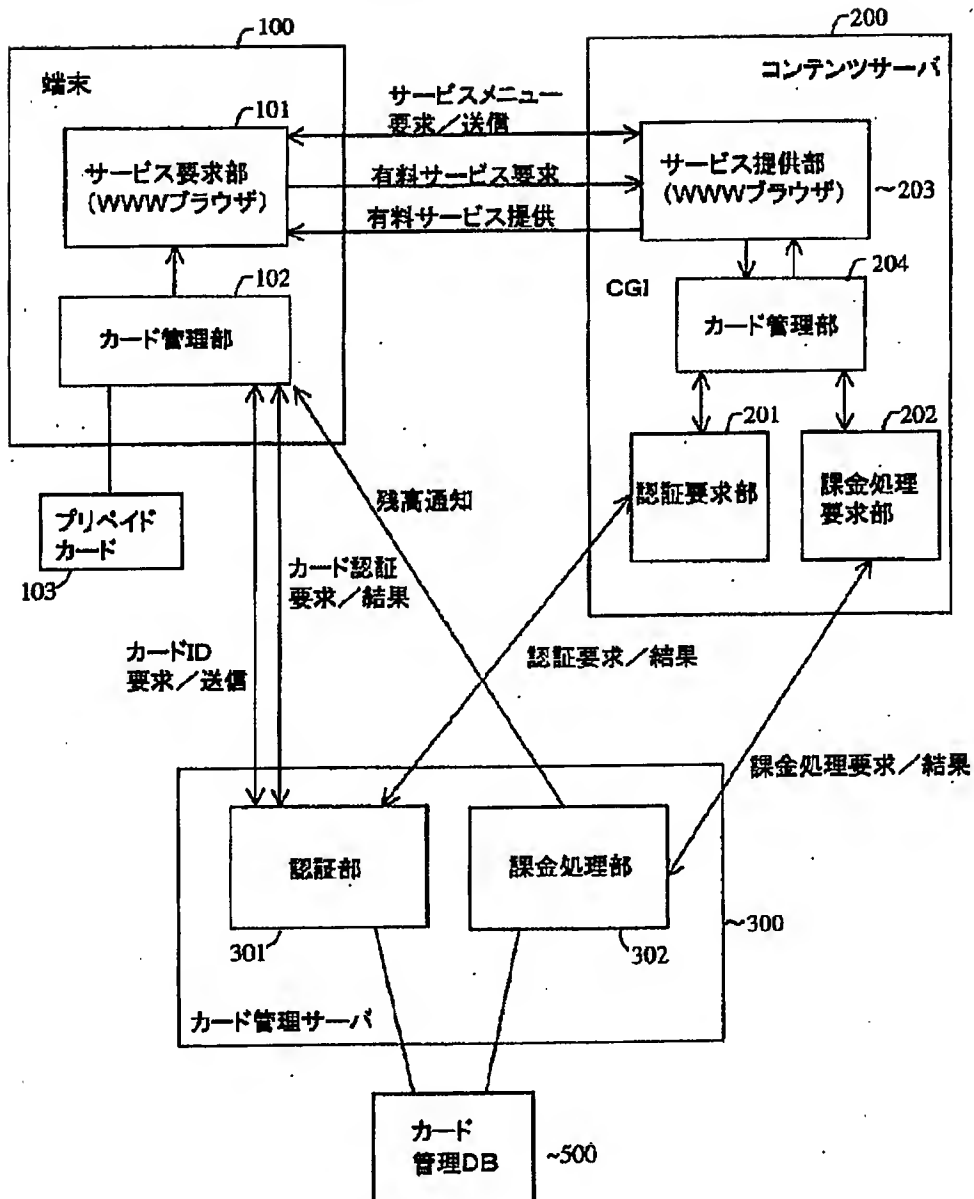 100
200
端末
コンテンツサーバ
101
サービスメニュー
要求/送信
サービス要求部
(WWWブラウザ)
サービス提供部
(WWWブラウザ)
~203
有料サービス要求
有料サービス提供
102
204
CGI
カード管理部
カード管理部
201
202
認証要求部
課金処理
要求部
プリペイド
カード
103
残高通知
カード認証
要求/結果
カードID
要求/送信
認証要求/結果
課金処理要求/結果
認証部
課金処理部
301
302
~300
カード管理サーバ
カード
管理DB
~500